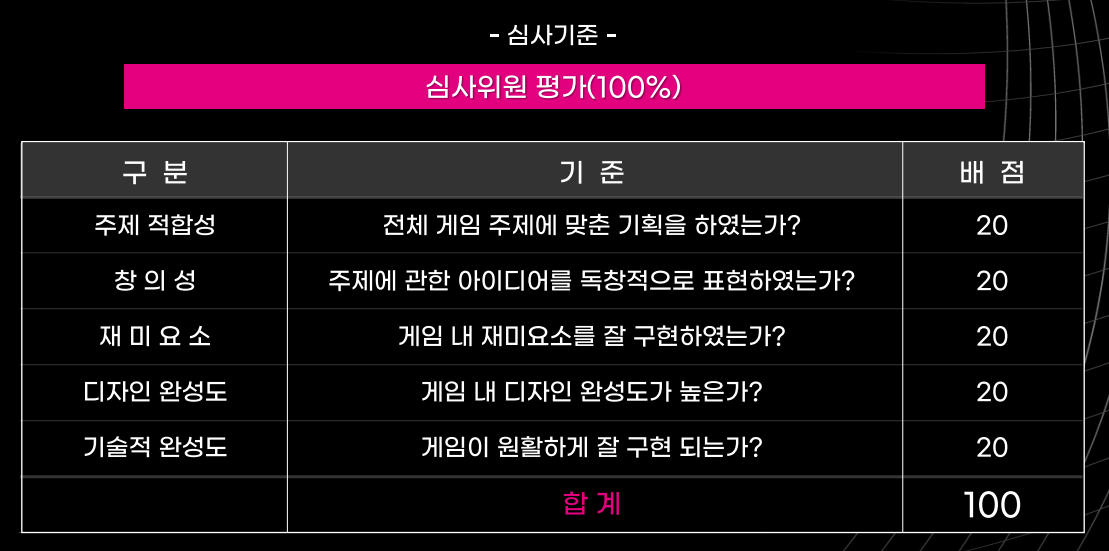 - 심사기준 -
심사위원 평가(100%)
구 분 기 준 배 점
주제 적합성 전체 게임 주제에 맞춘 기획을 하였는가? 20
창 의 성 주제에 관한 아이디어를 독창적으로 표현하였는가? 20
재 미 요 소 게임 내 재미요소를 잘 구현하였는가? 20
디자인 완성도 게임 내 디자인 완성도가 높은가? 20
기술적 완성도 게임이 원활하게 잘 구현 되는가? 20
합 계 100